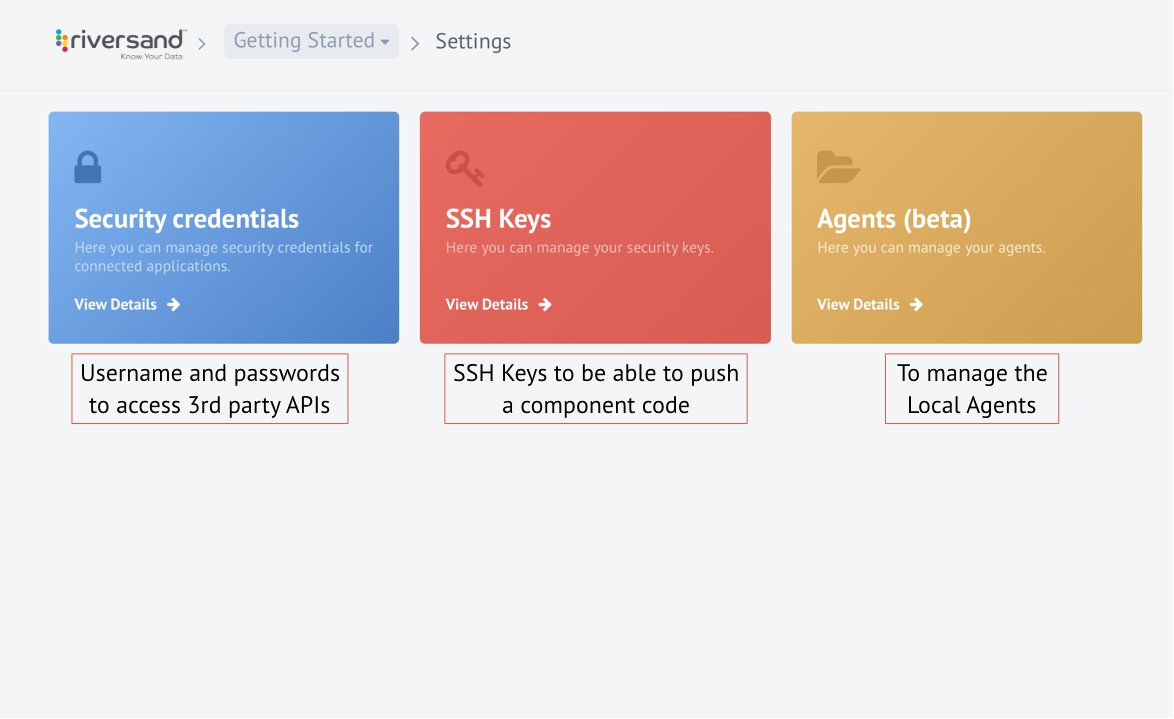 riversand™
Know Your Data
Getting Started
Settings
Security credentials
Here you can manage security credentials for
connected applications.
View Details
SSH Keys
Here you can manage your security keys.
View Details
Agents (beta)
Here you can manage your agents.
View Details
Username and passwords
to access 3rd party APIs
SSH Keys to be able to push
a component code
To manage the
Local Agents